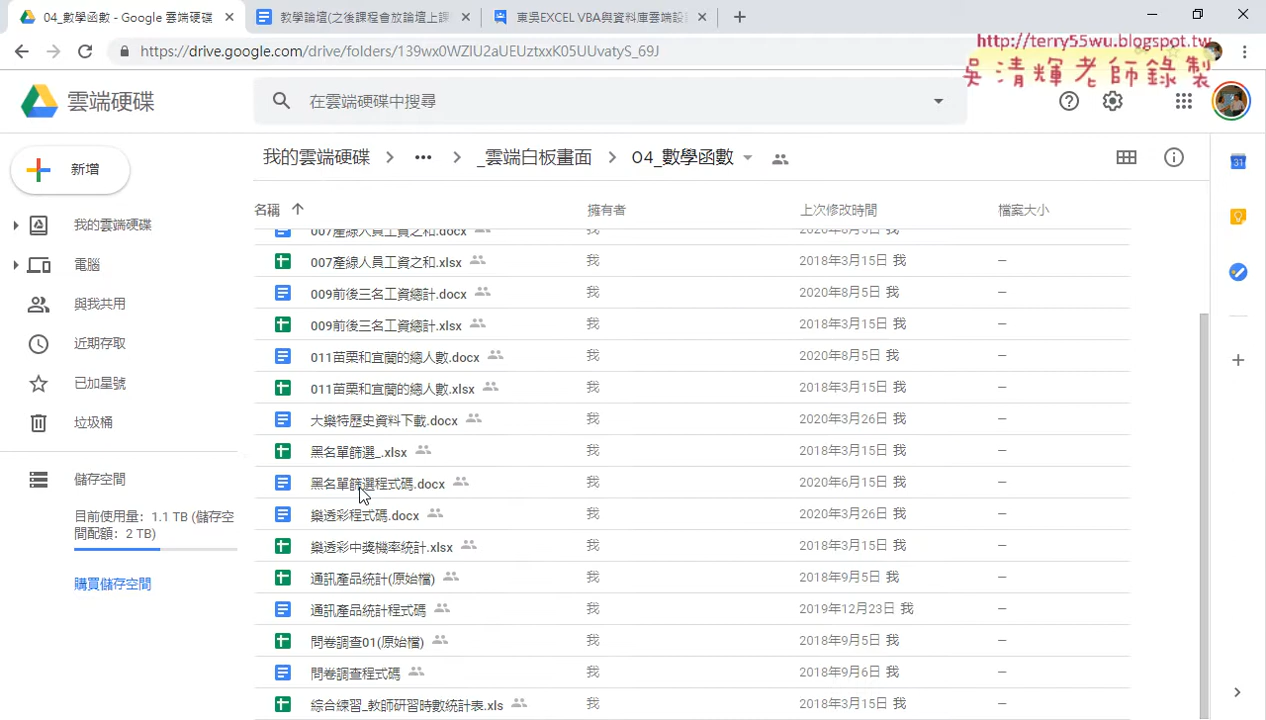 04_數學函數 - Google 雲端硬碟
教學論壇(之後課程會放論壇上課
東吳EXCEL VBA與資料庫雲端設
https://drive.google.com/drive/folders/139wx0WZIU2aUEUztxxK05UUvatyS_69J
http://terry55wu.blogspot.tw
吳清輝老師錄製
雲端硬碟
在雲端硬碟中搜尋
新增
我的雲端硬碟
電腦
與我共用
近期存取
已加星號
垃圾桶
儲存空間
目前使用量：1.1 TB (儲存空
間配額：2 TB)
購買儲存空間
我的雲端硬碟 > ••• > _雲端白板畫面 > 04_數學函數
名稱 擁有者 上次修改時間 檔案大小
007產線人員工資之和.docx 我 2020年8月5日 我 –
007產線人員工資之和.xlsx 我 2018年3月15日 我 –
009前後三名工資總計.docx 我 2020年8月5日 我 –
009前後三名工資總計.xlsx 我 2018年3月15日 我 –
011苗栗和宜蘭的總人數.docx 我 2020年8月5日 我 –
011苗栗和宜蘭的總人數.xlsx 我 2018年3月15日 我 –
大樂特歷史資料下載.docx 我 2020年3月26日 我 –
黑名單篩選_.xlsx 我 2018年3月15日 我 –
黑名單篩選程式碼.docx 我 2020年6月15日 我 –
樂透彩程式碼.docx 我 2020年3月26日 我 –
樂透彩中獎機率統計.xlsx 我 2018年3月15日 我 –
通訊產品統計(原始檔) 我 2018年9月5日 我 –
通訊產品統計程式碼 我 2019年12月23日 我 –
問卷調查01(原始檔) 我 2018年9月5日 我 –
問卷調查程式碼 我 2018年9月6日 我 –
綜合練習_教師研習時數統計表.xls 我 2018年3月15日 我 –
31